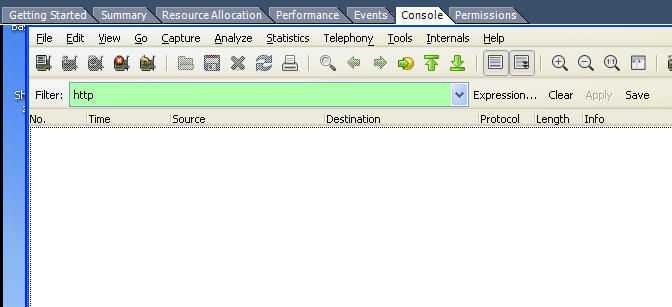 Getting Started Summary Resource Allocation Performance Events Console Permissions
File Edit View Go Capture Analyze Statistics Telephony Tools Internals Help
Filter: http Expression... Clear Apply Save
No. Time Source Destination Protocol Length Info